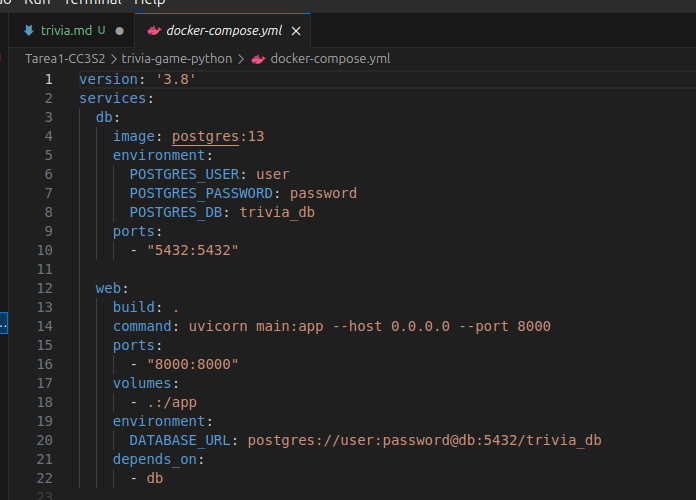 Run Terminal Help
trivia.md U docker-compose.yml
Tarea1-CC3S2 > trivia-game-python > docker-compose.yml
1 version: '3.8'
2 services:
3   db:
4     image: postgres:13
5     environment:
6       POSTGRES_USER: user
7       POSTGRES_PASSWORD: password
8       POSTGRES_DB: trivia_db
9     ports:
10       - "5432:5432"
11
12   web:
13     build: .
14     command: uvicorn main:app --host 0.0.0.0 --port 8000
15     ports:
16       - "8000:8000"
17     volumes:
18       - .:/app
19     environment:
20       DATABASE_URL: postgres://user:password@db:5432/trivia_db
21     depends_on:
22       - db
23